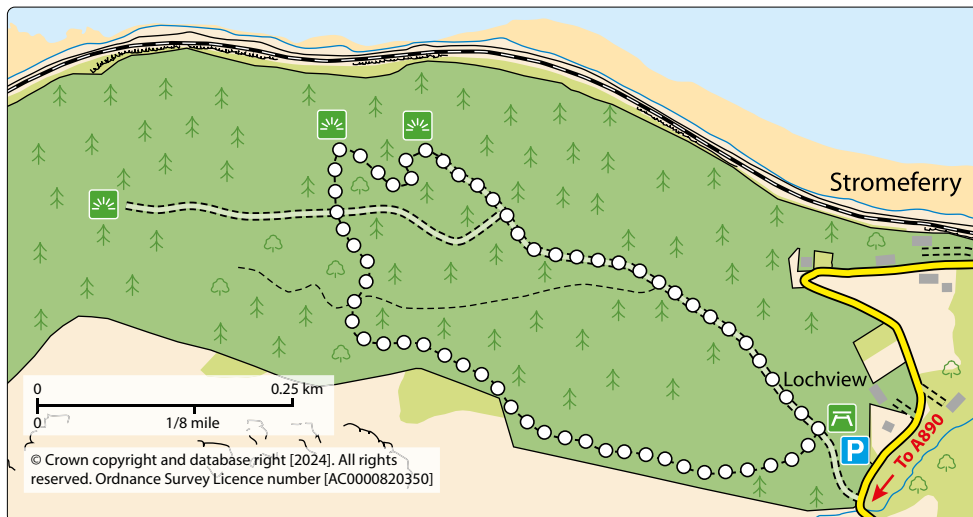 Stromeferry
Lochview
P
To A890
0 0.25 km
0 1/8 mile
© Crown copyright and database right [2024]. All rights
reserved. Ordnance Survey Licence number [AC0000820350]